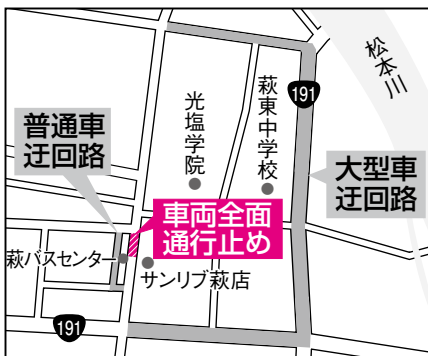 松本川
191
光塩学院
萩東中学校
普通車
迂回路
大型車
迂回路
車両全面
通行止め
萩バスセンター
サンリブ萩店
191